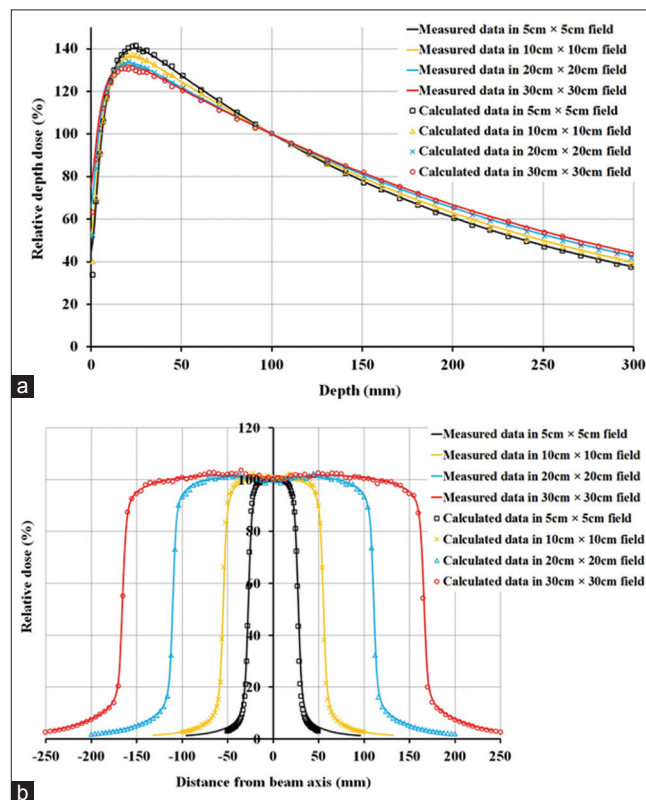 Measured data in 5cm × 5cm field
Measured data in 10cm × 10cm field
Measured data in 20cm × 20cm field
Measured data in 30cm × 30cm field
Calculated data in 5cm × 5cm field
Calculated data in 10cm × 10cm field
Calculated data in 20cm × 20cm field
Calculated data in 30cm × 30cm field
Relative depth dose (%)
140
120
100
80
60
40
20
0
0 50 100 150 200 250 300
Depth (mm)
a
Measured data in 5cm × 5cm field
Measured data in 10cm × 10cm field
Measured data in 20cm × 20cm field
Measured data in 30cm × 30cm field
Calculated data in 5cm × 5cm field
Calculated data in 10cm × 10cm field
Calculated data in 20cm × 20cm field
Calculated data in 30cm × 30cm field
Relative dose (%)
120
100
80
60
40
20
0
-250 -200 -150 -100 -50 0 50 100 150 200 250
Distance from beam axis (mm)
b